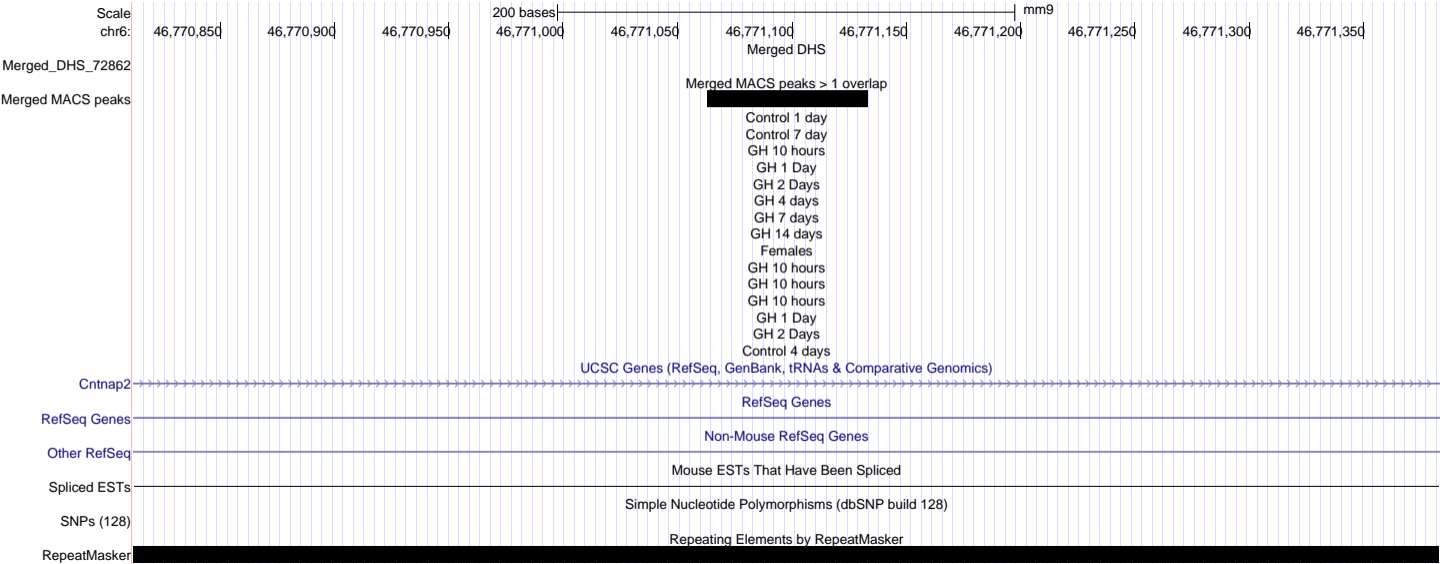 Scale 200 bases mm9
chr6: 46,770,850 46,770,900 46,770,950 46,771,000 46,771,050 46,771,100 46,771,150 46,771,200 46,771,250 46,771,300 46,771,350
Merged DHS
Merged_DHS_72862
Merged MACS peaks > 1 overlap
Merged MACS peaks
Control 1 day
Control 7 day
GH 10 hours
GH 1 Day
GH 2 Days
GH 4 days
GH 7 days
GH 14 days
Females
GH 10 hours
GH 10 hours
GH 10 hours
GH 1 Day
GH 2 Days
Control 4 days
UCSC Genes (RefSeq, GenBank, tRNAs & Comparative Genomics)
Cntnap2
RefSeq Genes
RefSeq Genes
Non-Mouse RefSeq Genes
Other RefSeq
Mouse ESTs That Have Been Spliced
Spliced ESTs
Simple Nucleotide Polymorphisms (dbSNP build 128)
SNPs (128)
Repeating Elements by RepeatMasker
RepeatMasker